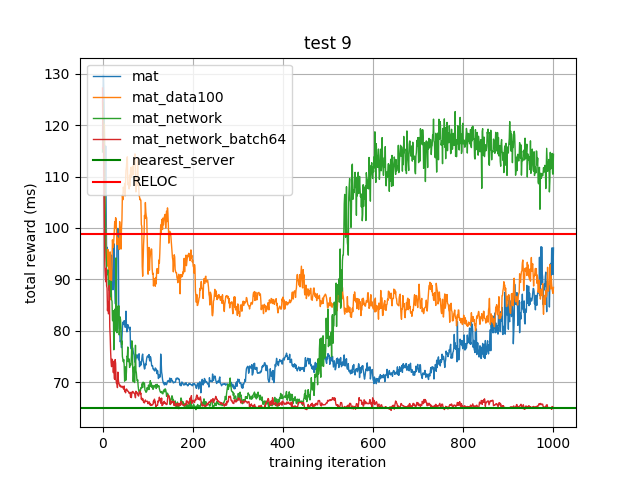 test 9
130
120
110
100
90
80
70
total reward (ms)
mat
mat_data100
mat_network
mat_network_batch64
nearest_server
RELOC
0
200
400
600
800
1000
training iteration